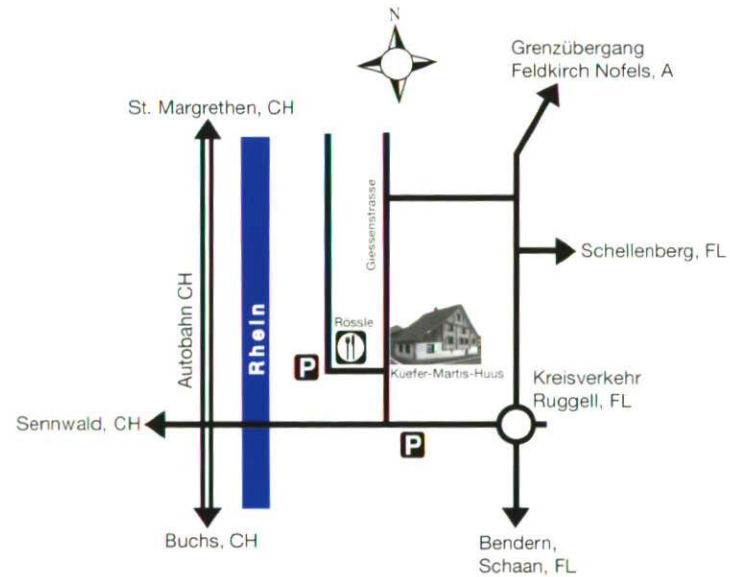 N
Grenzübergang
Feldkirch Nofels, A
St. Margrethen, CH
Giessenstrasse
Schellenberg, FL
Autobahn CH
Rhein
Rössle
P
Küefer-Martis-Huus
Kreisverkehr
Ruggell, FL
Sennwald, CH
P
Buchs, CH
Bendern,
Schaan, FL